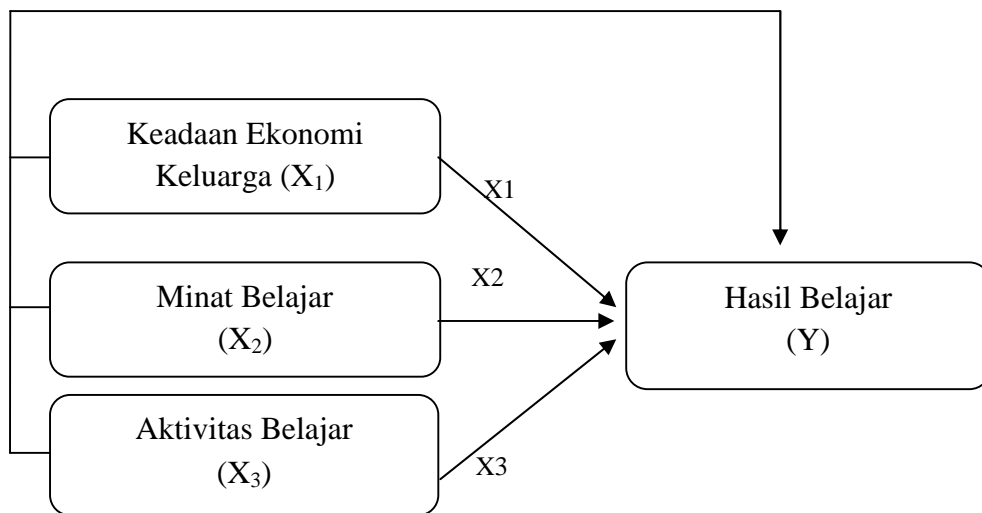 Keadaan Ekonomi
Keluarga (X₁)
X1
Minat Belajar
(X₂)
X2
Hasil Belajar
(Y)
Aktivitas Belajar
(X₃)
X3